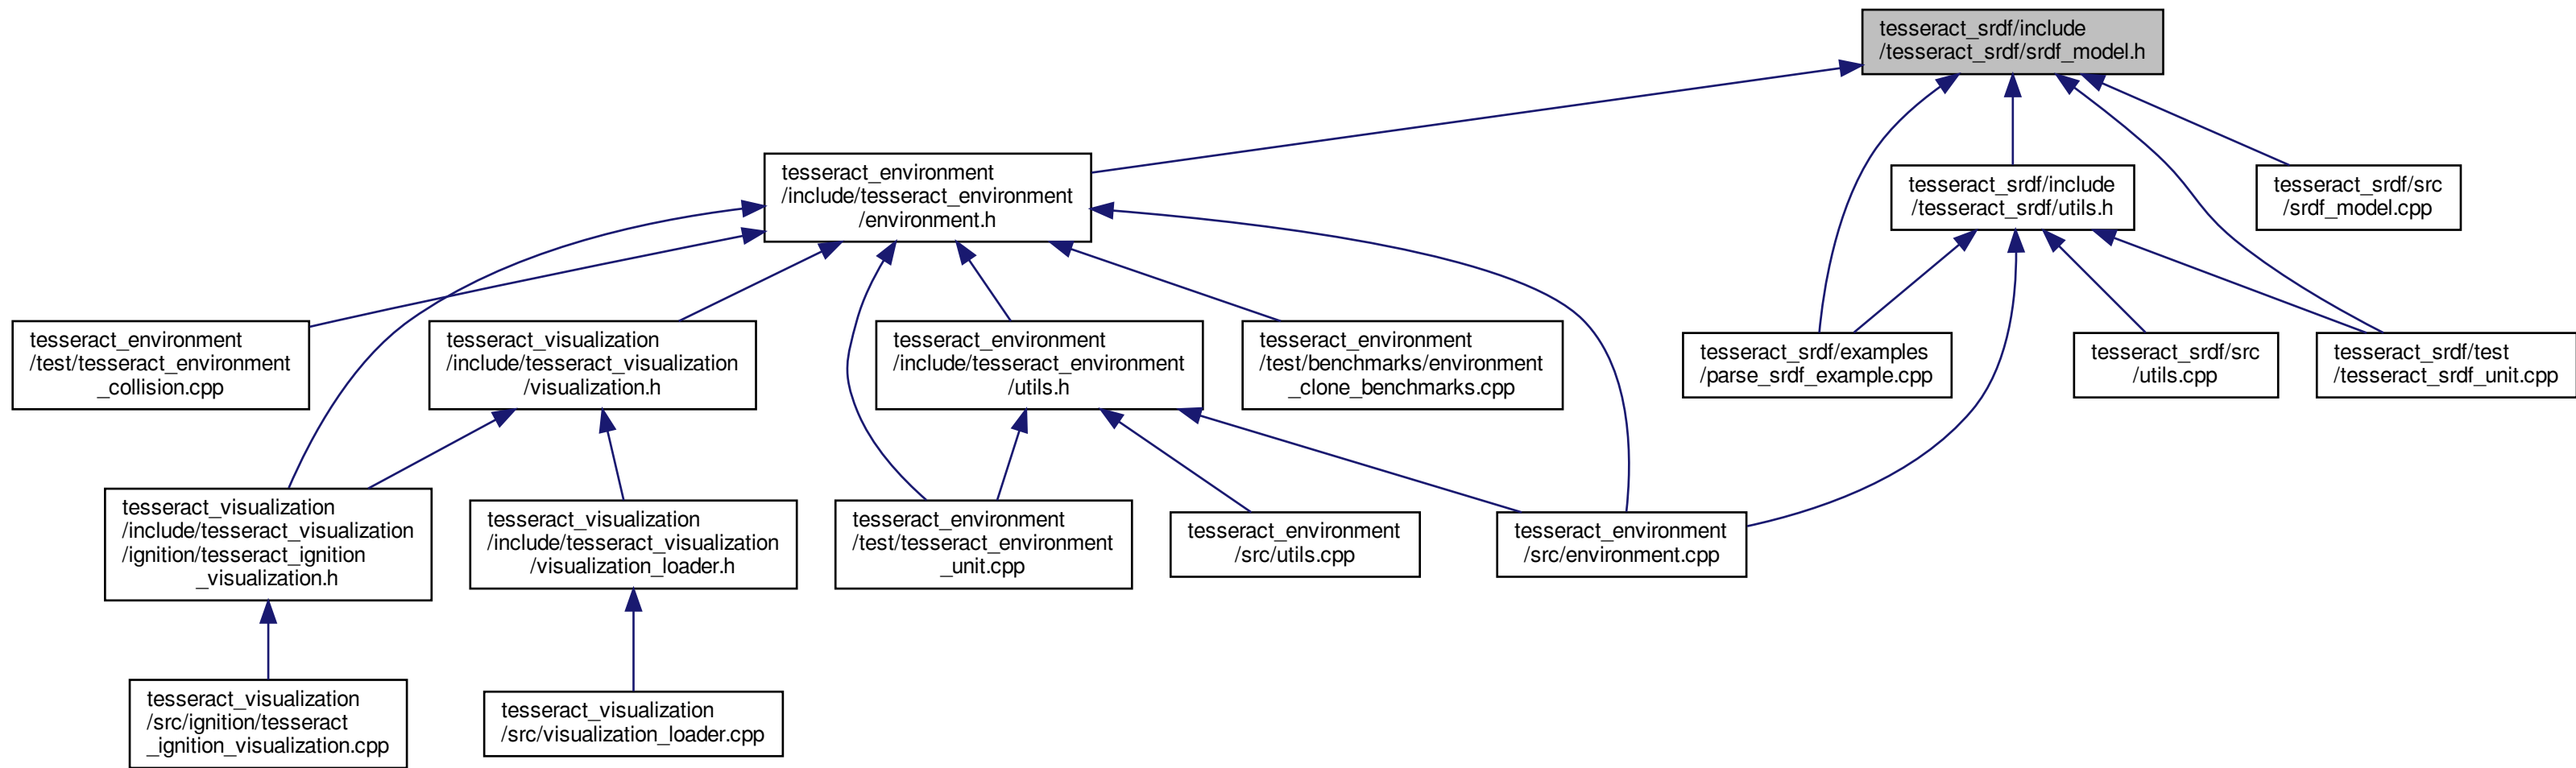 tesseract_srdf/include
/tesseract_srdf/srdf_model.h
tesseract_environment
/include/tesseract_environment
/environment.h
tesseract_srdf/include
/tesseract_srdf/utils.h
tesseract_srdf/src
/srdf_model.cpp
tesseract_environment
/test/tesseract_environment
_collision.cpp
tesseract_visualization
/include/tesseract_visualization
/visualization.h
tesseract_environment
/include/tesseract_environment
/utils.h
tesseract_environment
/test/benchmarks/environment
_clone_benchmarks.cpp
tesseract_srdf/examples
/parse_srdf_example.cpp
tesseract_srdf/src
/utils.cpp
tesseract_srdf/test
/tesseract_srdf_unit.cpp
tesseract_visualization
/include/tesseract_visualization
/ignition/tesseract_ignition
_visualization.h
tesseract_visualization
/include/tesseract_visualization
/visualization_loader.h
tesseract_environment
/test/tesseract_environment
_unit.cpp
tesseract_environment
/src/utils.cpp
tesseract_environment
/src/environment.cpp
tesseract_visualization
/src/ignition/tesseract
_ignition_visualization.cpp
tesseract_visualization
/src/visualization_loader.cpp